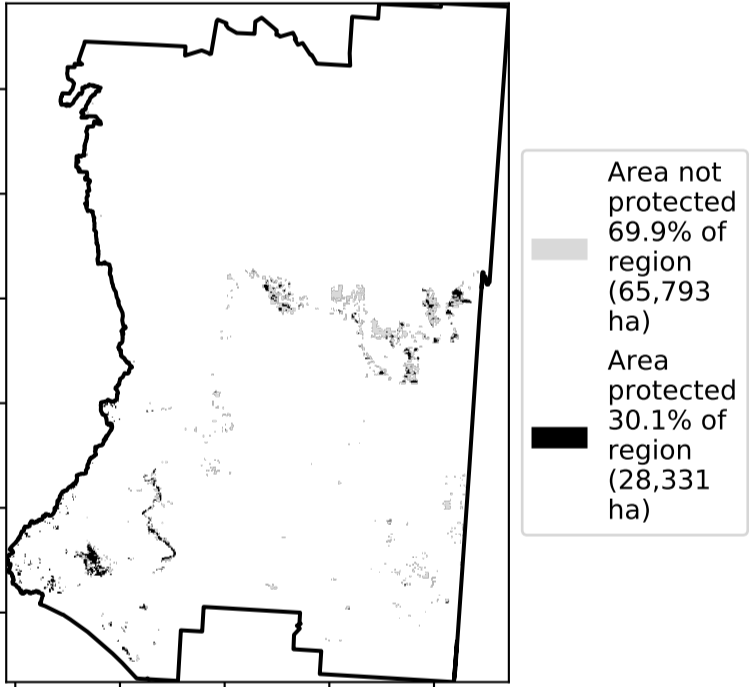 Area not
protected
69.9% of
region
(65,793
ha)
Area
protected
30.1% of
region
(28,331
ha)